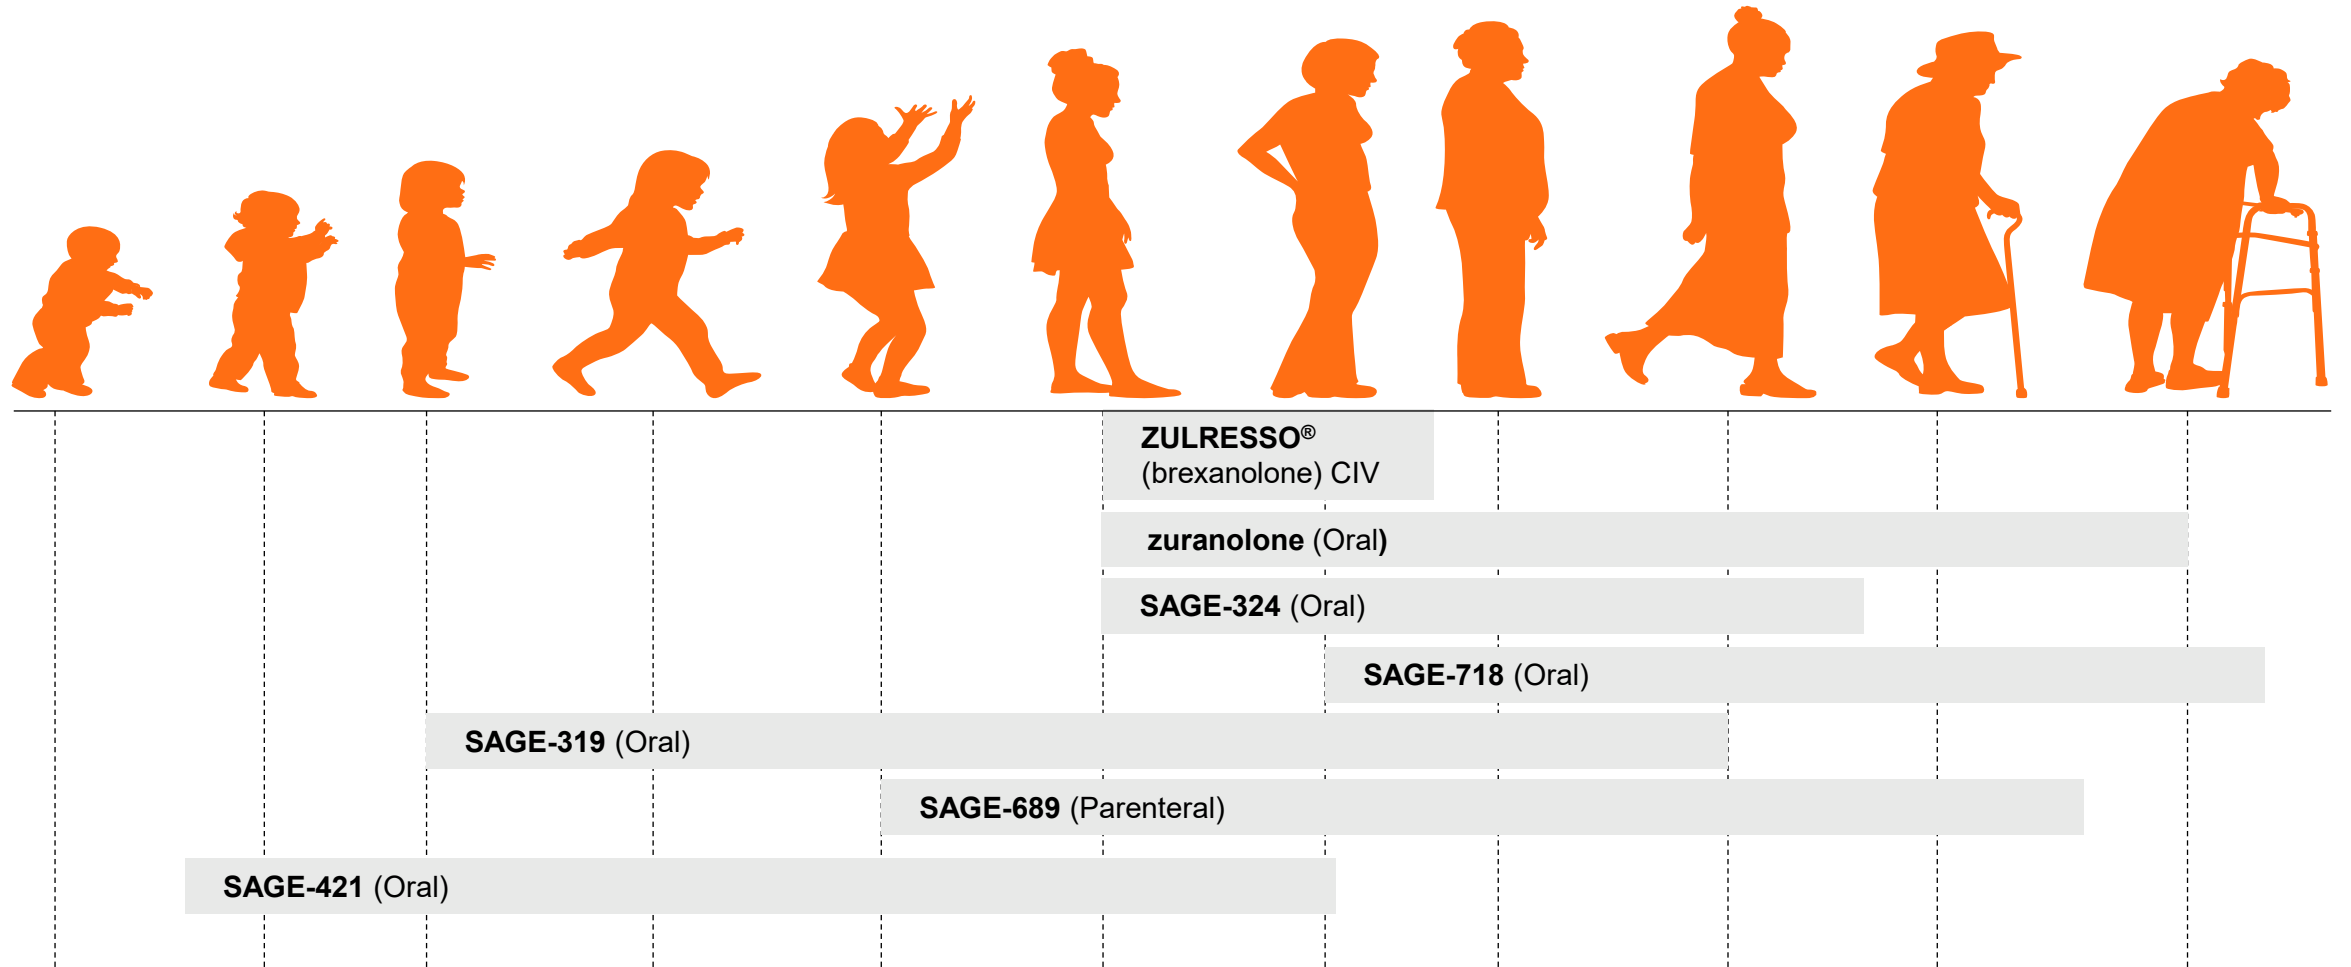 ZULRESSO®
(brexanolone) CIV
zuranolone (Oral)
SAGE-324 (Oral)
SAGE-718 (Oral)
SAGE-319 (Oral)
SAGE-689 (Parenteral)
SAGE-421 (Oral)